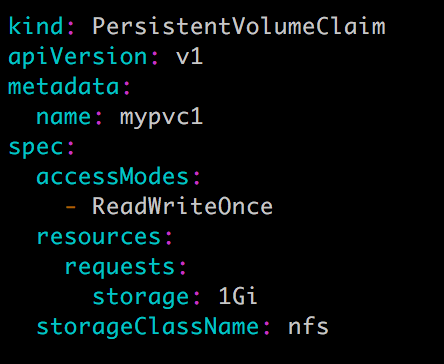 kind: PersistentVolumeClaim
apiVersion: v1
metadata:
  name: mypvc1
spec:
  accessModes:
    - ReadWriteOnce
  resources:
    requests:
      storage: 1Gi
  storageClassName: nfs